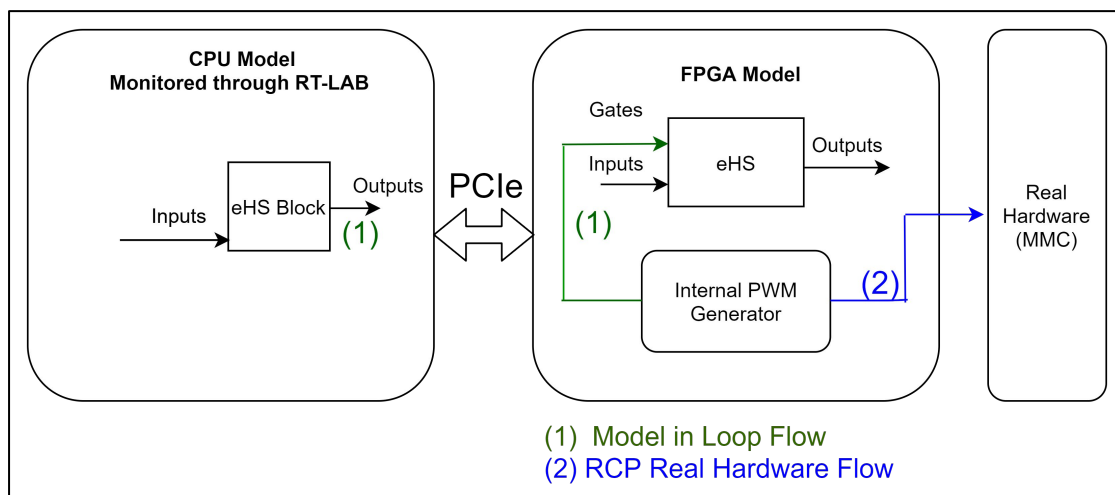 CPU Model
Monitored through RT-LAB
Inputs
eHS Block
Outputs
(1)
PCIe
FPGA Model
Gates
Inputs
eHS
Outputs
(1)
Internal PWM
Generator
(2)
Real
Hardware
(MMC)
(1) Model in Loop Flow
(2) RCP Real Hardware Flow